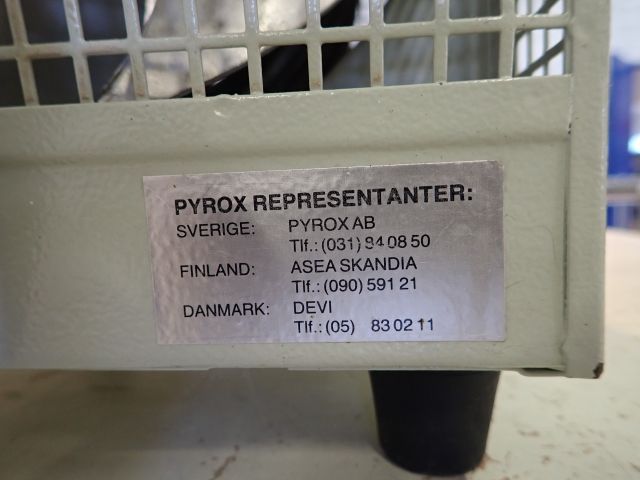 PYROX REPRESENTANTER:
SVERIGE: PYROX AB
Tlf.: (031) 84 08 50
FINLAND: ASEA SKANDIA
Tlf.: (090) 591 21
DANMARK: DEVI
Tlf.: (05) 83 02 11